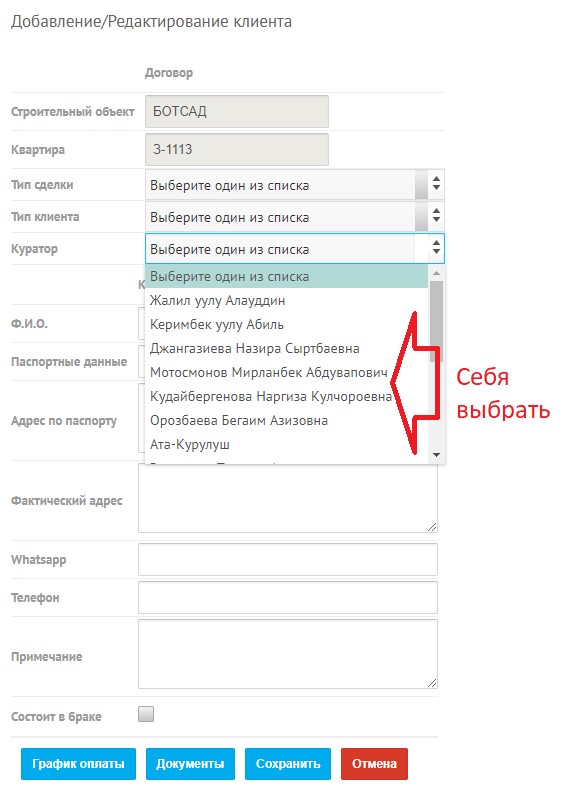 Добавление/Редактирование клиента
Договор
Строительный объект БОТСАД
Квартира З-1113
Тип сделки Выберите один из списка
Тип клиента Выберите один из списка
Куратор Выберите один из списка
Выберите один из списка
Жалил уулу Алауддин
Ф.И.О. Керимбек уулу Абиль
Джангазиева Назира Сыртбаевна
Паспортные данные
Мотосмонов Мирланбек Абдувапович
Кудайбергенова Наргиза Кулчороевна
Адрес по паспорту Орозбаева Бегаим Азизовна
Ата-Курулуш
Себя
выбрать
Фактический адрес
Whatsapp
Телефон
Примечание
Состоит в браке
График оплаты Документы Сохранить Отмена